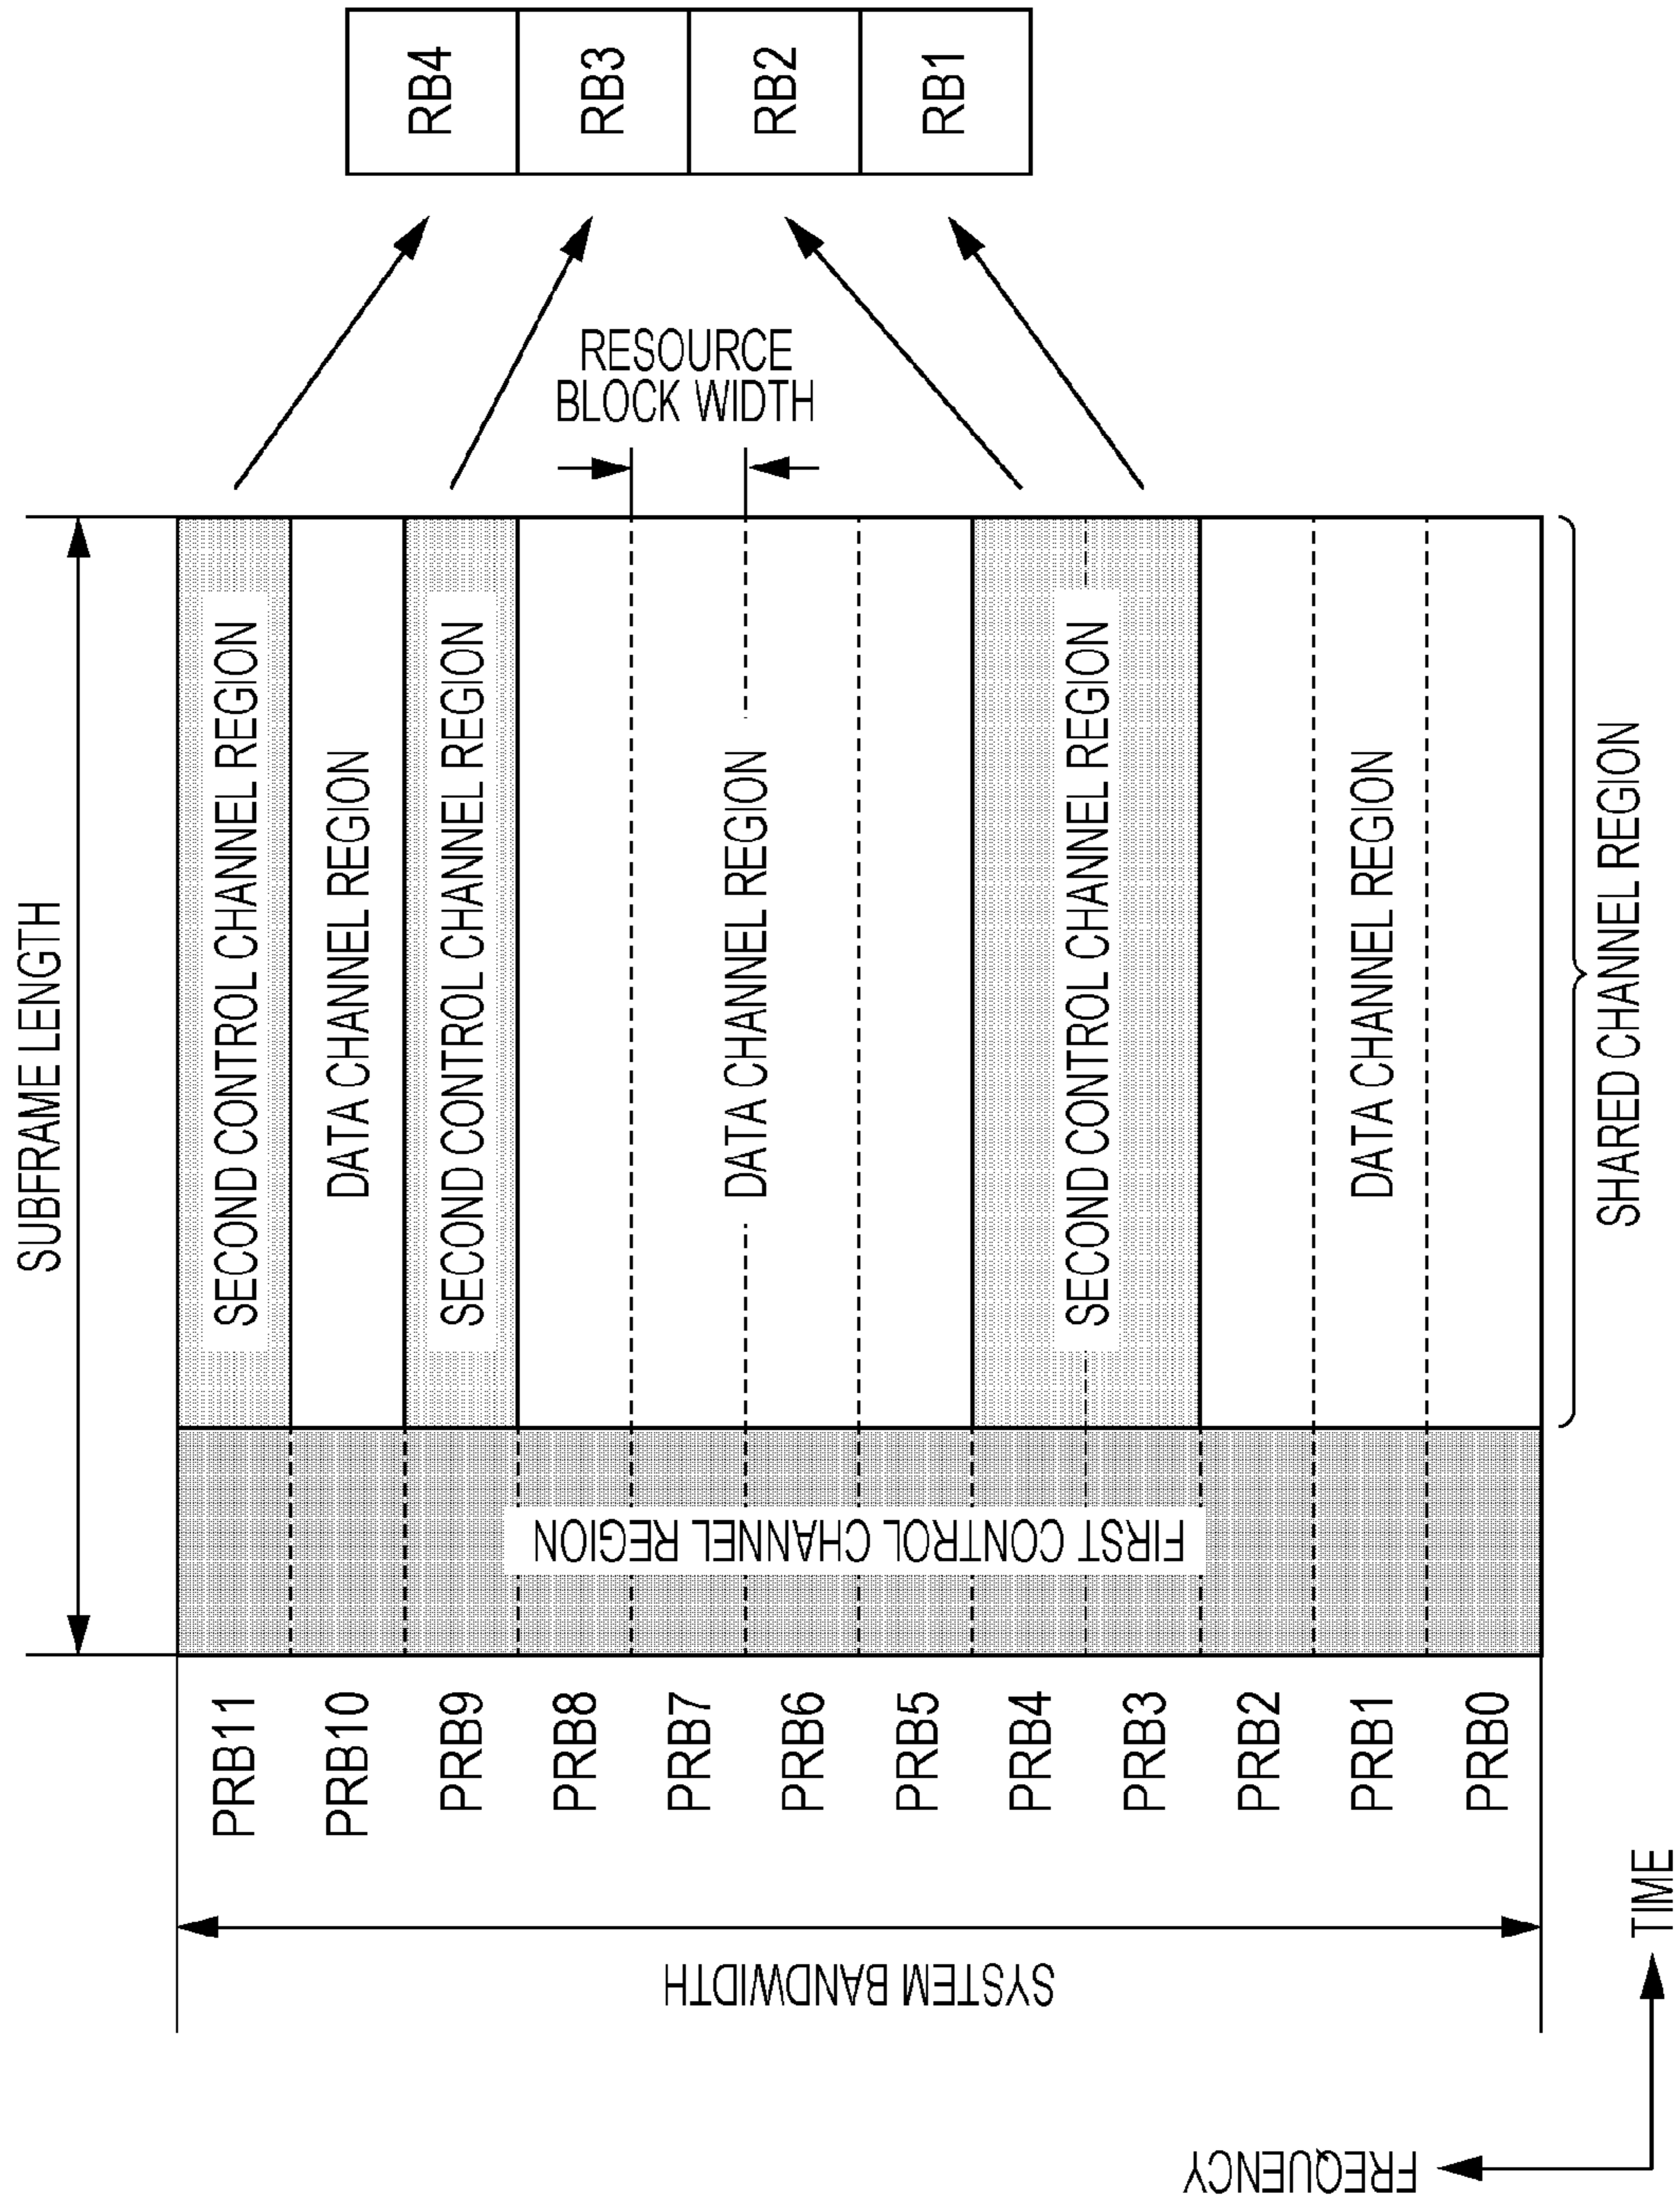 SUBFRAME LENGTH
SYSTEM BANDWIDTH
FREQUENCY
TIME
PRB11
PRB10
PRB9
PRB8
PRB7
PRB6
PRB5
PRB4
PRB3
PRB2
PRB1
PRB0
FIRST CONTROL CHANNEL REGION
SECOND CONTROL CHANNEL REGION
DATA CHANNEL REGION
SECOND CONTROL CHANNEL REGION
DATA CHANNEL REGION
SECOND CONTROL CHANNEL REGION
DATA CHANNEL REGION
SHARED CHANNEL REGION
RESOURCE
BLOCK WIDTH
RB4
RB3
RB2
RB1